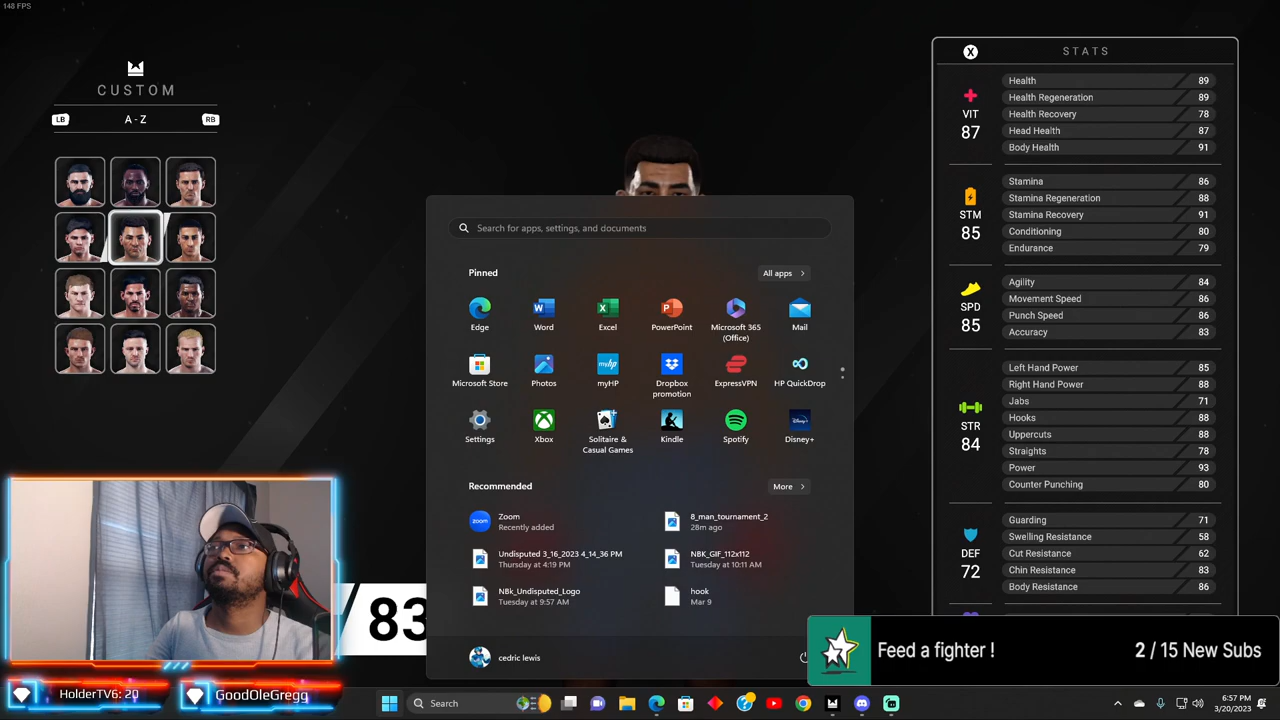 148 FPS
CUSTOM
LB A - Z RB
X STATS
VIT 87
Health 89
Health Regeneration 89
Health Recovery 78
Head Health 87
Body Health 91
STM 85
Stamina 86
Stamina Regeneration 88
Stamina Recovery 91
Conditioning 80
Endurance 79
SPD 85
Agility 84
Movement Speed 86
Punch Speed 86
Accuracy 83
STR 84
Left Hand Power 85
Right Hand Power 88
Jabs 71
Hooks 88
Uppercuts 88
Straights 78
Power 93
Counter Punching 80
DEF 72
Guarding 71
Swelling Resistance 58
Cut Resistance 62
Chin Resistance 83
Body Resistance 86
Search for apps, settings, and documents
Pinned All apps
Edge Word Excel PowerPoint Microsoft 365 Mail
(Office)
Microsoft Store Photos myHP Dropbox ExpressVPN HP QuickDrop
promotion
Settings Xbox Solitaire & Kindle Spotify Disney+
Casual Games
Recommended More
Zoom
Recently added
8_man_tournament_2
28m ago
Undisputed 3_16_2023 4_14_36 PM
Thursday at 4:19 PM
NBK_GIF_112x112
Tuesday at 10:11 AM
NBk_Undisputed_Logo
Tuesday at 9:57 AM
hook
Mar 9
cedric lewis
83
Feed a fighter ! 2 / 15 New Subs
HolderTV6: 20 GoodOleGregg
Search
6:57 PM
3/20/2023